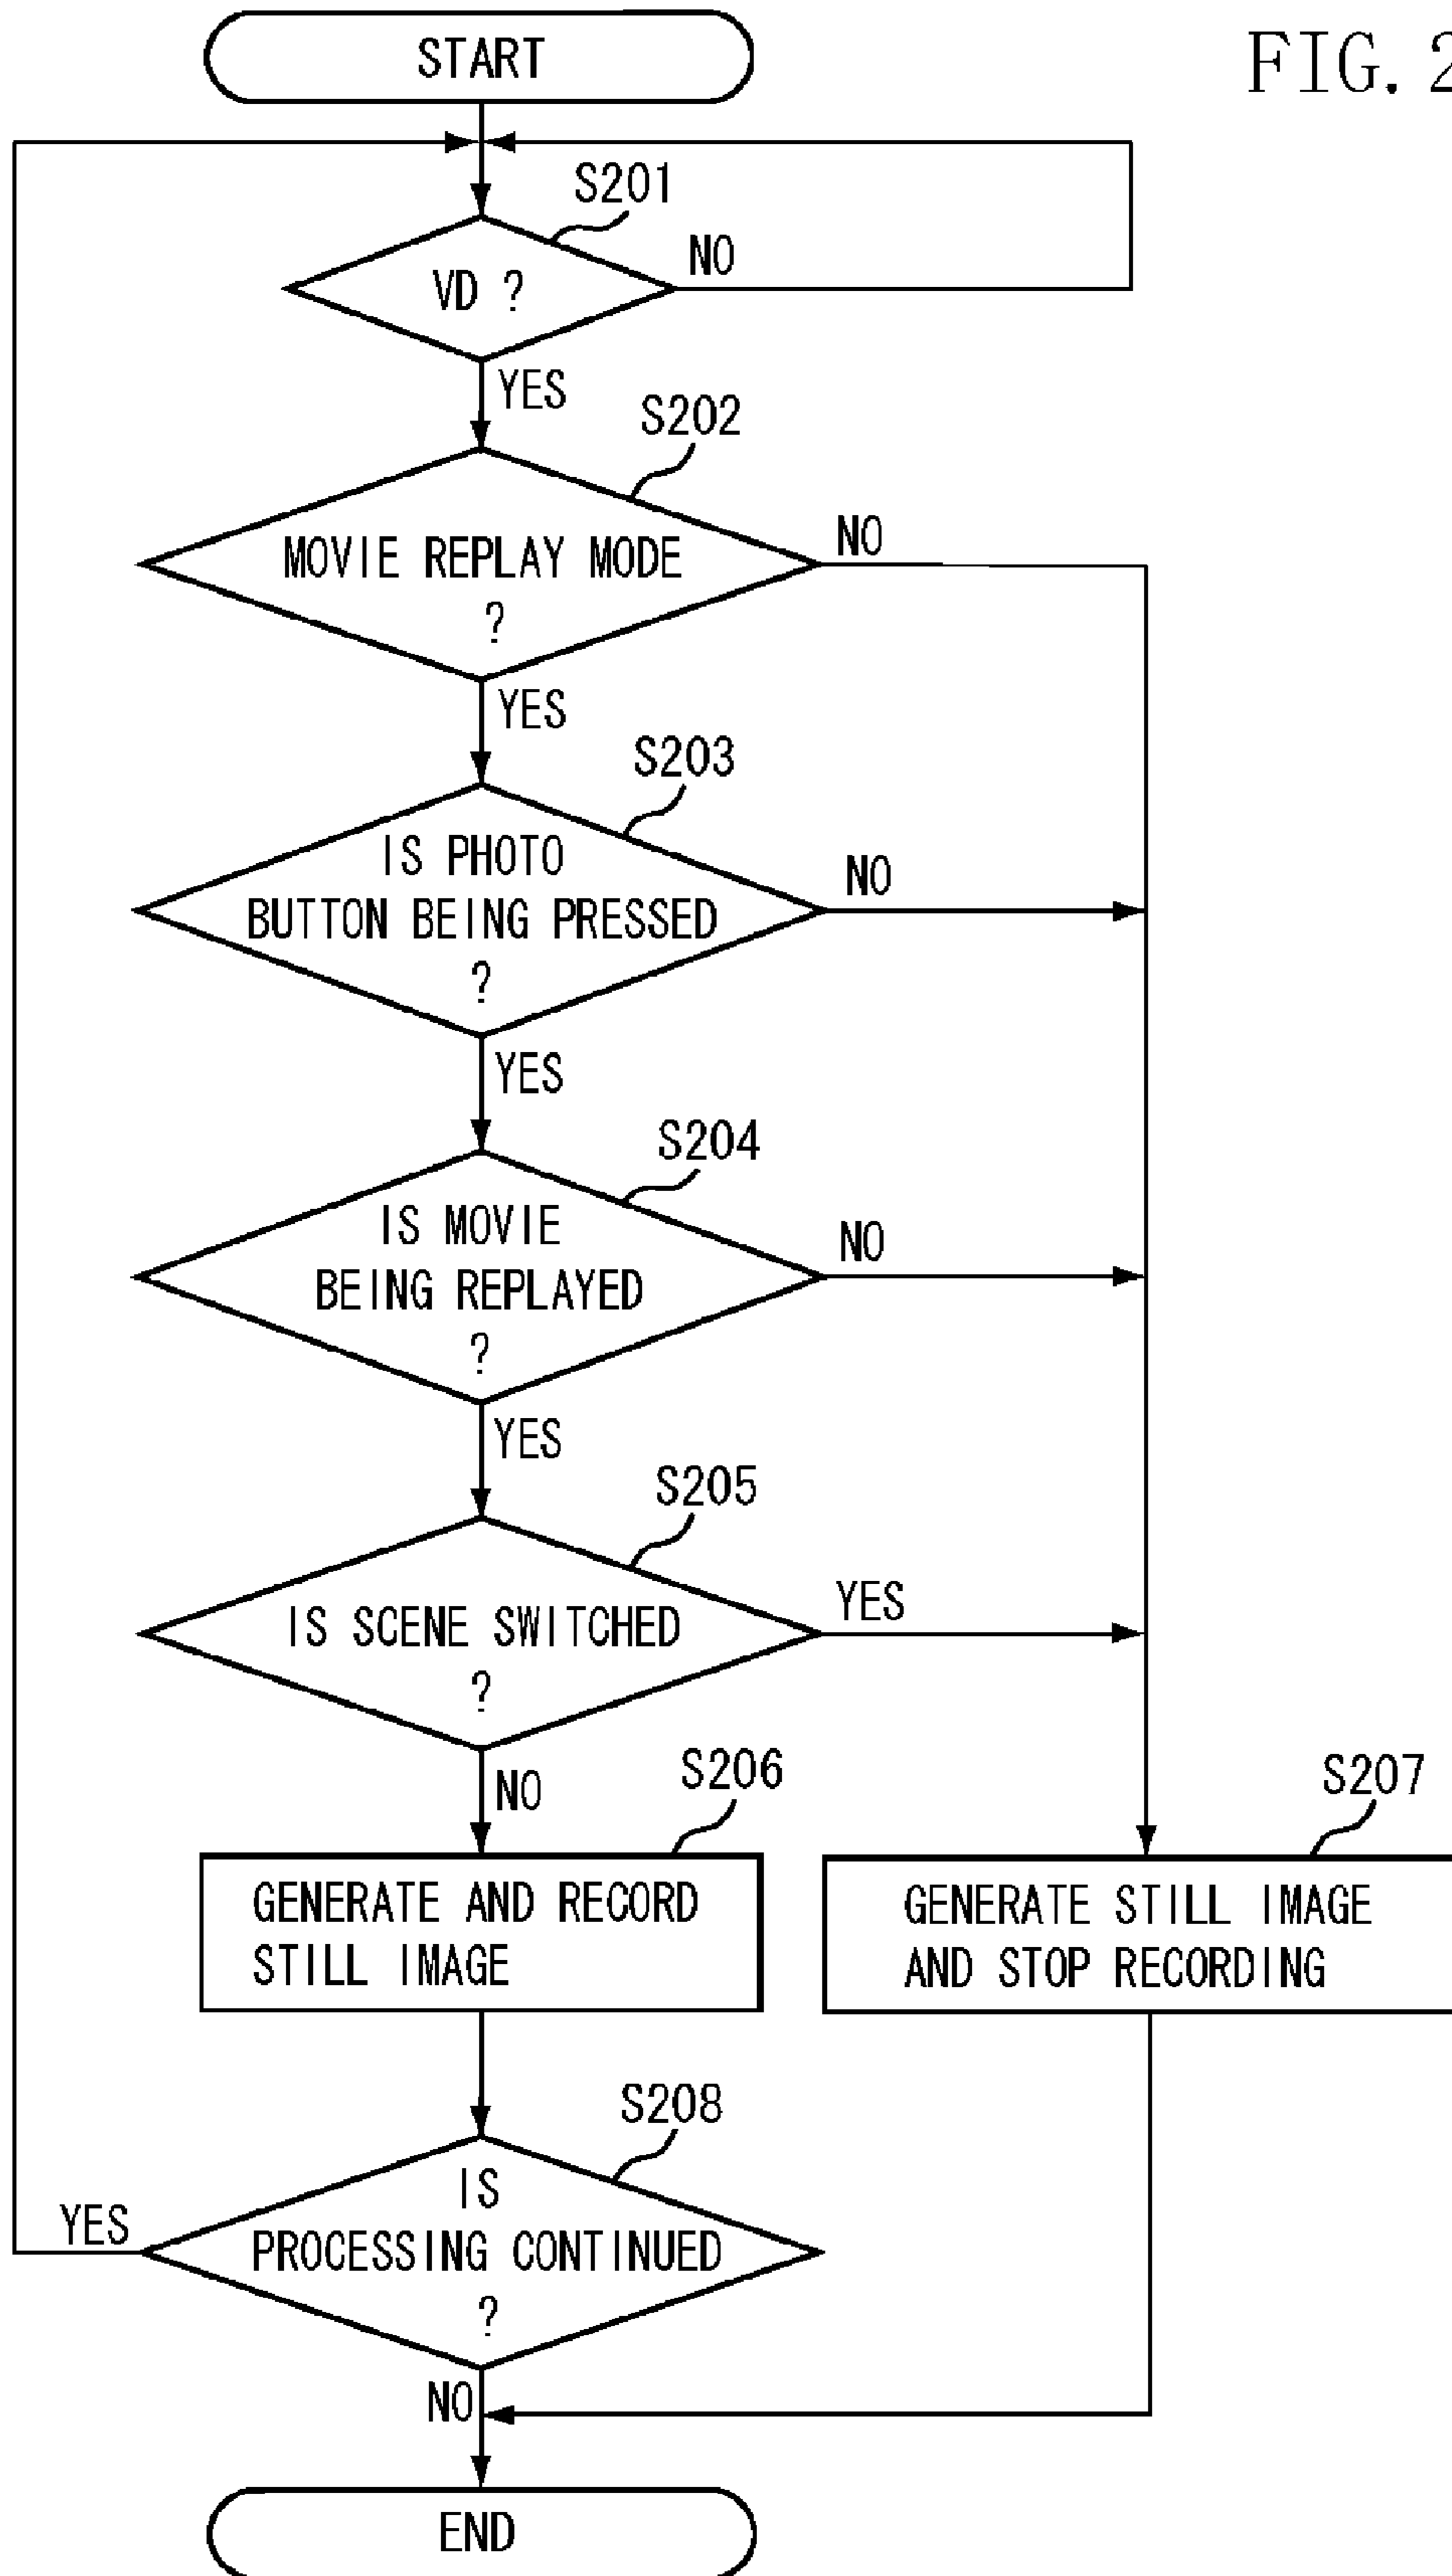 START
FIG. 2
S201
VD ?
NO
YES
S202
MOVIE REPLAY MODE
?
NO
YES
S203
IS PHOTO
BUTTON BEING PRESSED
?
NO
YES
S204
IS MOVIE
BEING REPLAYED
?
NO
YES
S205
IS SCENE SWITCHED
?
YES
NO
S206
GENERATE AND RECORD
STILL IMAGE
S207
GENERATE STILL IMAGE
AND STOP RECORDING
S208
IS
PROCESSING CONTINUED
?
YES
NO
END